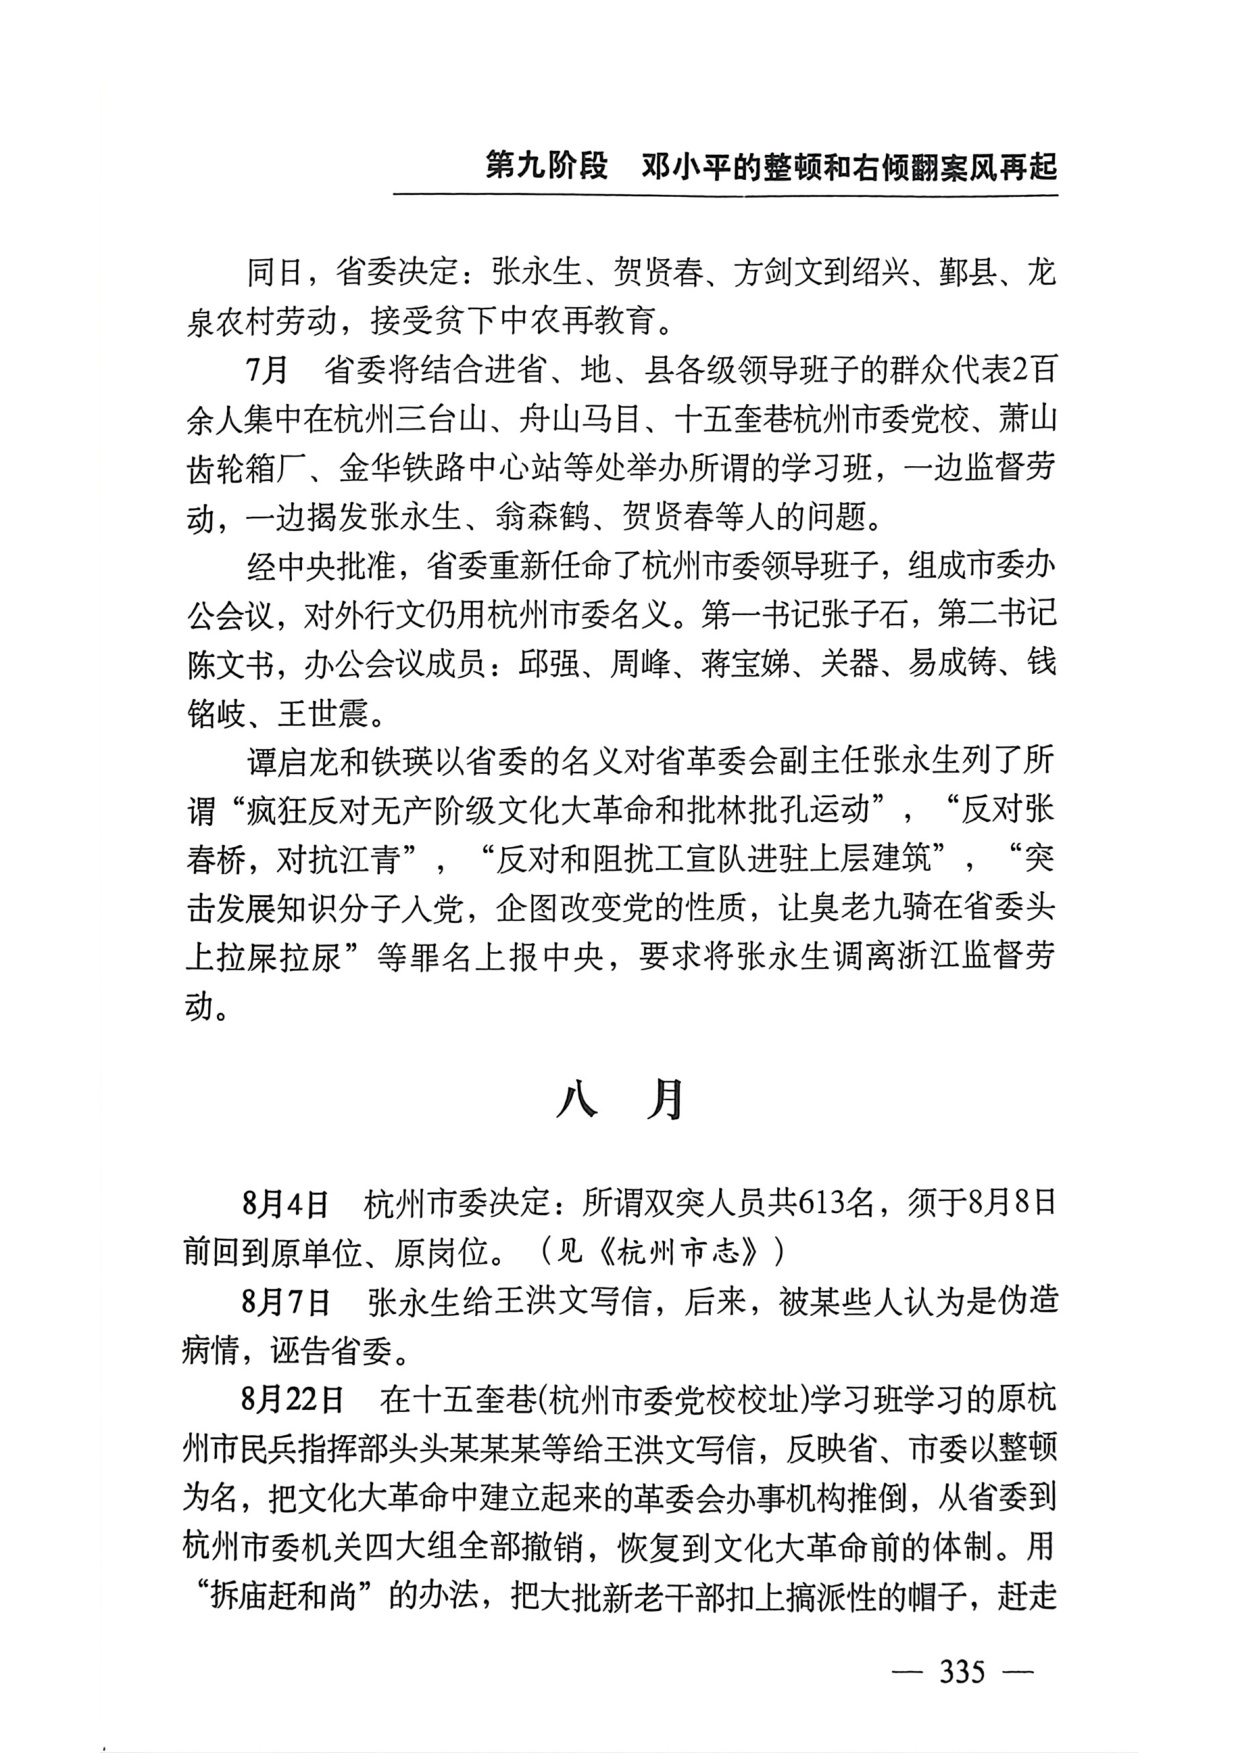 第九阶段　邓小平的整顿和右倾翻案风再起
同日，省委决定：张永生、贺贤春、方剑文到绍兴、鄞县、龙
泉农村劳动，接受贫下中农再教育。
7月　省委将结合进省、地、县各级领导班子的群众代表2百
余人集中在杭州三台山、舟山马目、十五奎巷杭州市委党校、萧山
齿轮箱厂、金华铁路中心站等处举办所谓的学习班，一边监督劳
动，一边揭发张永生、翁森鹤、贺贤春等人的问题。
经中央批准，省委重新任命了杭州市委领导班子，组成市委办
公会议，对外行文仍用杭州市委名义。第一书记张子石，第二书记
陈文书，办公会议成员：邱强、周峰、蒋宝娣、关器、易成铸、钱
铭岐、王世震。
谭启龙和铁瑛以省委的名义对省革委会副主任张永生列了所
谓“疯狂反对无产阶级文化大革命和批林批孔运动”，“反对张
春桥，对抗江青”，“反对和阻扰工宣队进驻上层建筑”，“突
击发展知识分子入党，企图改变党的性质，让臭老九骑在省委头
上拉屎拉尿”等罪名上报中央，要求将张永生调离浙江监督劳
动。
八　月
8月4日　杭州市委决定：所谓双突人员共613名，须于8月8日
前回到原单位、原岗位。（见《杭州市志》）
8月7日　张永生给王洪文写信，后来，被某些人认为是伪造
病情，诬告省委。
8月22日　在十五奎巷(杭州市委党校校址)学习班学习的原杭
州市民兵指挥部头头某某某等给王洪文写信，反映省、市委以整顿
为名，把文化大革命中建立起来的革委会办事机构推倒，从省委到
杭州市委机关四大组全部撤销，恢复到文化大革命前的体制。用
“拆庙赶和尚”的办法，把大批新老干部扣上搞派性的帽子，赶走
— 335 —